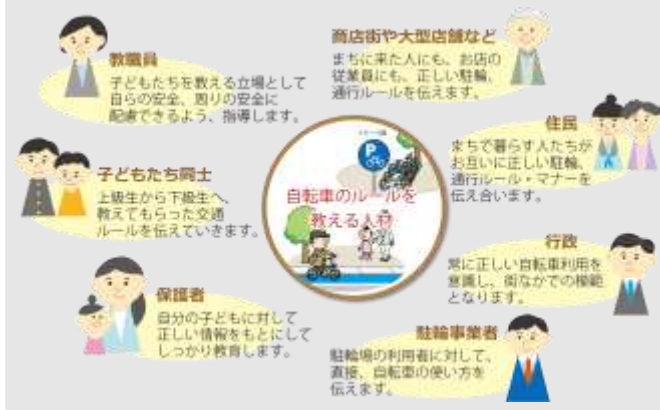 教職員
子どもたちを教える立場として
自らの安全、周りの安全に
配慮できるよう、指導します。
商店街や大型店舗など
まちに来た人にも、お店の
従業員にも、正しい駐輪、
通行ルールを伝えます。
子どもたち同士
上級生から下級生へ、
教えてもらった交通
ルールを伝えていきます。
P
自転車のルールを
教える人材
住民
まちで暮らす人たちが
お互いに正しい駐輪、
通行ルール・マナーを
伝え合います。
保護者
自分の子どもに対して
正しい情報をもとにして
しっかり教育します。
行政
常に正しい自転車利用を
意識し、街なかでの模範
となります。
駐輪事業者
駐輪場の利用者に対して、
直接、自転車の使い方を
伝えます。